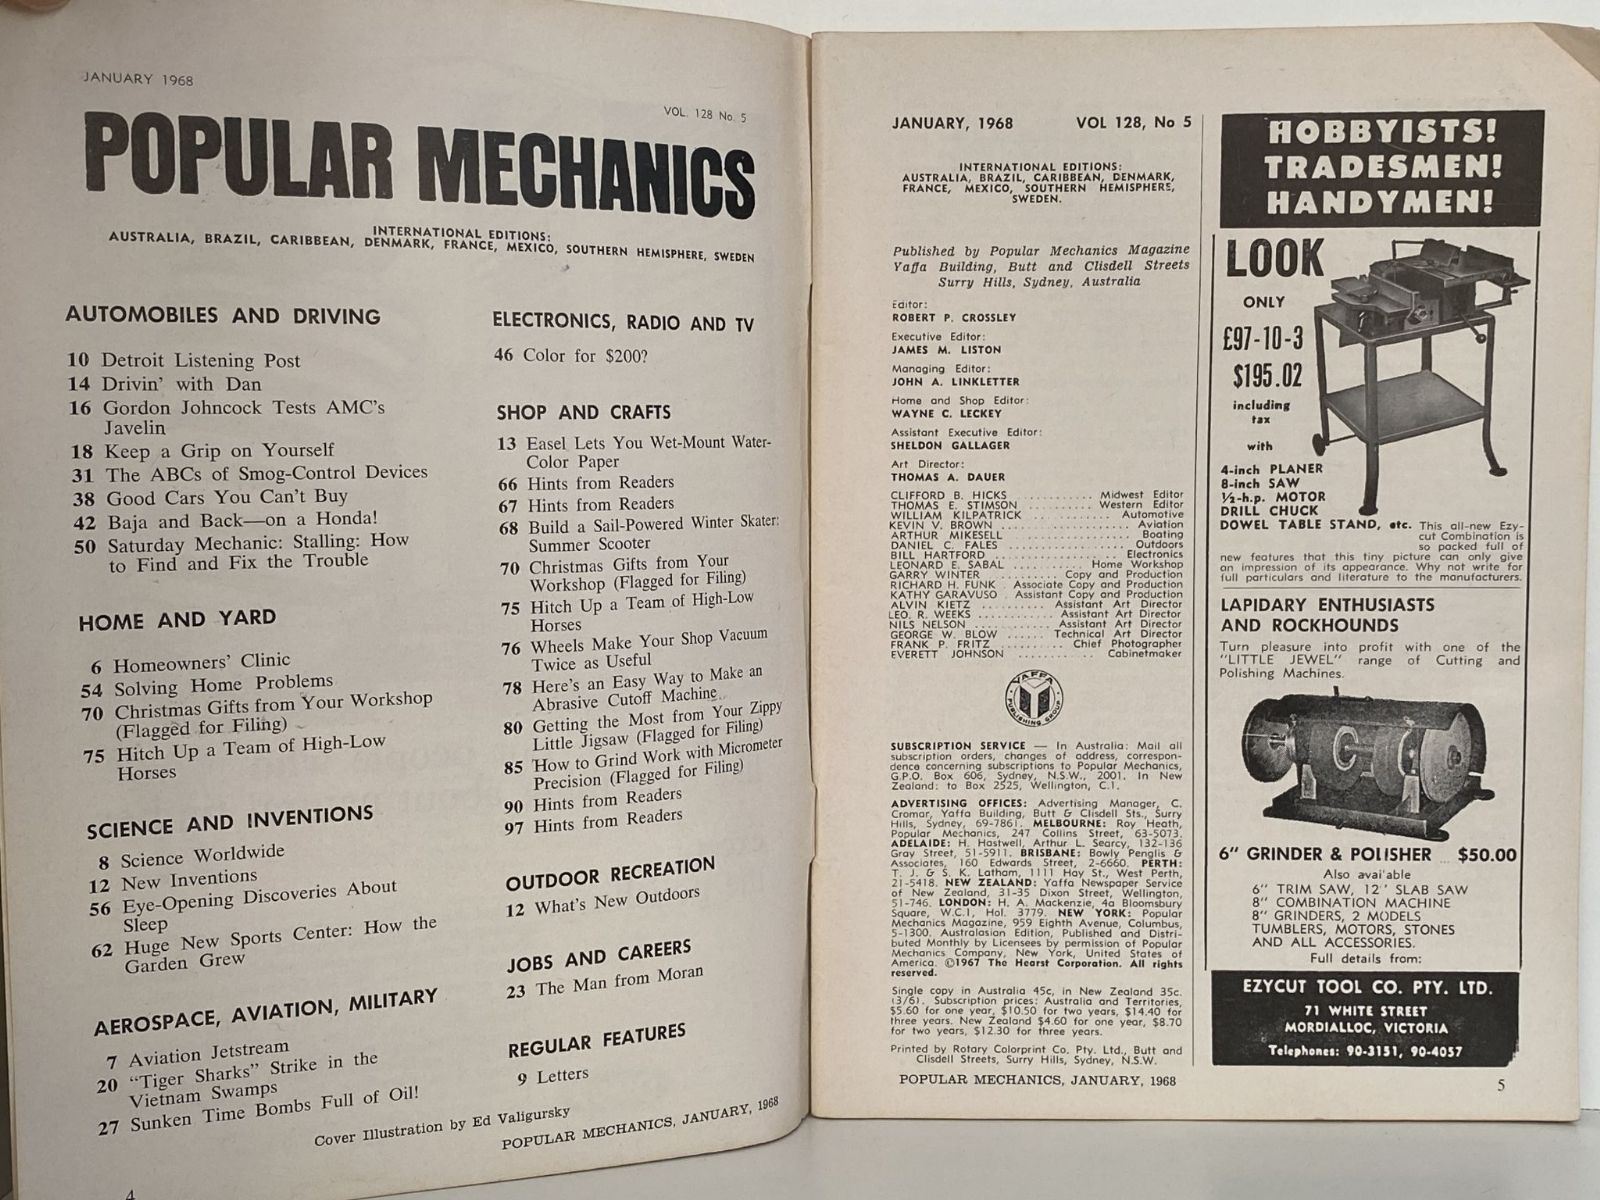 JANUARY 1968
VOL. 128 No. 5
POPULAR MECHANICS
INTERNATIONAL EDITIONS:
AUSTRALIA, BRAZIL, CARIBBEAN, DENMARK, FRANCE, MEXICO, SOUTHERN HEMISPHERE, SWEDEN
AUTOMOBILES AND DRIVING
10 Detroit Listening Post
14 Drivin' with Dan
16 Gordon Johncock Tests AMC's
Javelin
18 Keep a Grip on Yourself
31 The ABCs of Smog-Control Devices
38 Good Cars You Can't Buy
42 Baja and Back—on a Honda!
50 Saturday Mechanic: Stalling: How
to Find and Fix the Trouble
HOME AND YARD
6 Homeowners' Clinic
54 Solving Home Problems
70 Christmas Gifts from Your Workshop
(Flagged for Filing)
75 Hitch Up a Team of High-Low
Horses
SCIENCE AND INVENTIONS
8 Science Worldwide
12 New Inventions
56 Eye-Opening Discoveries About
Sleep
62 Huge New Sports Center: How the
Garden Grew
AEROSPACE, AVIATION, MILITARY
7 Aviation Jetstream
20 "Tiger Sharks" Strike in the
Vietnam Swamps
27 Sunken Time Bombs Full of Oil!
ELECTRONICS, RADIO AND TV
46 Color for $200?
SHOP AND CRAFTS
13 Easel Lets You Wet-Mount Water-
Color Paper
66 Hints from Readers
67 Hints from Readers
68 Build a Sail-Powered Winter Skater:
Summer Scooter
70 Christmas Gifts from Your
Workshop (Flagged for Filing)
75 Hitch Up a Team of High-Low
Horses
76 Wheels Make Your Shop Vacuum
Twice as Useful
78 Here's an Easy Way to Make an
Abrasive Cutoff Machine
80 Getting the Most from Your Zippy
Little Jigsaw (Flagged for Filing)
85 How to Grind Work with Micrometer
Precision (Flagged for Filing)
90 Hints from Readers
97 Hints from Readers
OUTDOOR RECREATION
12 What's New Outdoors
JOBS AND CAREERS
23 The Man from Moran
REGULAR FEATURES
9 Letters
Cover Illustration by Ed Valigursky
POPULAR MECHANICS, JANUARY, 1968
4
JANUARY, 1968 VOL 128, No 5
INTERNATIONAL EDITIONS:
AUSTRALIA, BRAZIL, CARIBBEAN, DENMARK,
FRANCE, MEXICO, SOUTHERN HEMISPHERE,
SWEDEN.
Published by Popular Mechanics Magazine
Yaffa Building, Butt and Clisdell Streets
Surry Hills, Sydney, Australia
Editor:
ROBERT P. CROSSLEY
Executive Editor:
JAMES M. LISTON
Managing Editor:
JOHN A. LINKLETTER
Home and Shop Editor:
WAYNE C. LECKEY
Assistant Executive Editor:
SHELDON GALLAGER
Art Director:
THOMAS A. DAUER
CLIFFORD B. HICKS ........... Midwest Editor
THOMAS E. STIMSON .......... Western Editor
WILLIAM KILPATRICK ........... Automotive
KEVIN V. BROWN .................. Aviation
ARTHUR MIKESELL .................. Boating
DANIEL C. FALES .................. Outdoors
BILL HARTFORD .................. Electronics
LEONARD E. SABAL .......... Home Workshop
GARRY WINTER ......... Copy and Production
RICHARD H. FUNK . Associate Copy and Production
KATHY GARAVUSO . Assistant Copy and Production
ALVIN KIETZ .......... Assistant Art Director
LEO. R. WEEKS .......... Assistant Art Director
NILS NELSON ........... Assistant Art Director
GEORGE W. BLOW ...... Technical Art Director
FRANK P. FRITZ ........... Chief Photographer
EVERETT JOHNSON ............ Cabinetmaker
YAFFA
PUBLISHING GROUP
SUBSCRIPTION SERVICE — In Australia: Mail all
subscription orders, changes of address, correspon-
dence concerning subscriptions to Popular Mechanics,
G.P.O. Box 606, Sydney, N.S.W., 2001. In New
Zealand: to Box 2525, Wellington, C.1.
ADVERTISING OFFICES: Advertising Manager, C.
Cromar, Yaffa Building, Butt & Clisdell Sts., Surry
Hills, Sydney, 69-7861. MELBOURNE: Roy Heath,
Popular Mechanics, 247 Collins Street, 63-5073.
ADELAIDE: H. Hastwell, Arthur L. Searcy, 132-136
Gray Street, 51-5911. BRISBANE: Bowly Penglis &
Associates, 160 Edwards Street, 2-6660. PERTH:
T. J. & S. K. Latham, 1111 Hay St., West Perth,
21-5418. NEW ZEALAND: Yaffa Newspaper Service
of New Zealand, 31-35 Dixon Street, Wellington,
51-746. LONDON: H. A. Mackenzie, 4a Bloomsbury
Square, W.C.1, Hol. 3779. NEW YORK: Popular
Mechanics Magazine, 959 Eighth Avenue, Columbus,
5-1300. Australasian Edition, Published and Distri-
buted Monthly by Licensees by permission of Popular
Mechanics Company, New York, United States of
America. ©1967 The Hearst Corporation. All rights
reserved.
Single copy in Australia 45c, in New Zealand 35c.
(3/6). Subscription prices: Australia and Territories,
$5.60 for one year, $10.50 for two years, $14.40 for
three years. New Zealand $4.60 for one year, $8.70
for two years, $12.30 for three years.
Printed by Rotary Colorprint Co. Pty. Ltd., Butt and
Clisdell Streets, Surry Hills, Sydney, N.S.W.
POPULAR MECHANICS, JANUARY, 1968
HOBBYISTS!
TRADESMEN!
HANDYMEN!
LOOK
ONLY
£97-10-3
$195.02
including
tax
with
4-inch PLANER
8-inch SAW
½-h.p. MOTOR
DRILL CHUCK
DOWEL TABLE STAND, etc. This all-new Ezy-
cut Combination is
so packed full of
new features that this tiny picture can only give
an impression of its appearance. Why not write for
full particulars and literature to the manufacturers.
LAPIDARY ENTHUSIASTS
AND ROCKHOUNDS
Turn pleasure into profit with one of the
"LITTLE JEWEL" range of Cutting and
Polishing Machines.
6" GRINDER & POLISHER ... $50.00
Also available
6" TRIM SAW, 12" SLAB SAW
8" COMBINATION MACHINE
8" GRINDERS, 2 MODELS
TUMBLERS, MOTORS, STONES
AND ALL ACCESSORIES.
Full details from:
EZYCUT TOOL CO. PTY. LTD.
71 WHITE STREET
MORDIALLOC, VICTORIA
Telephones: 90-3151, 90-4057
5